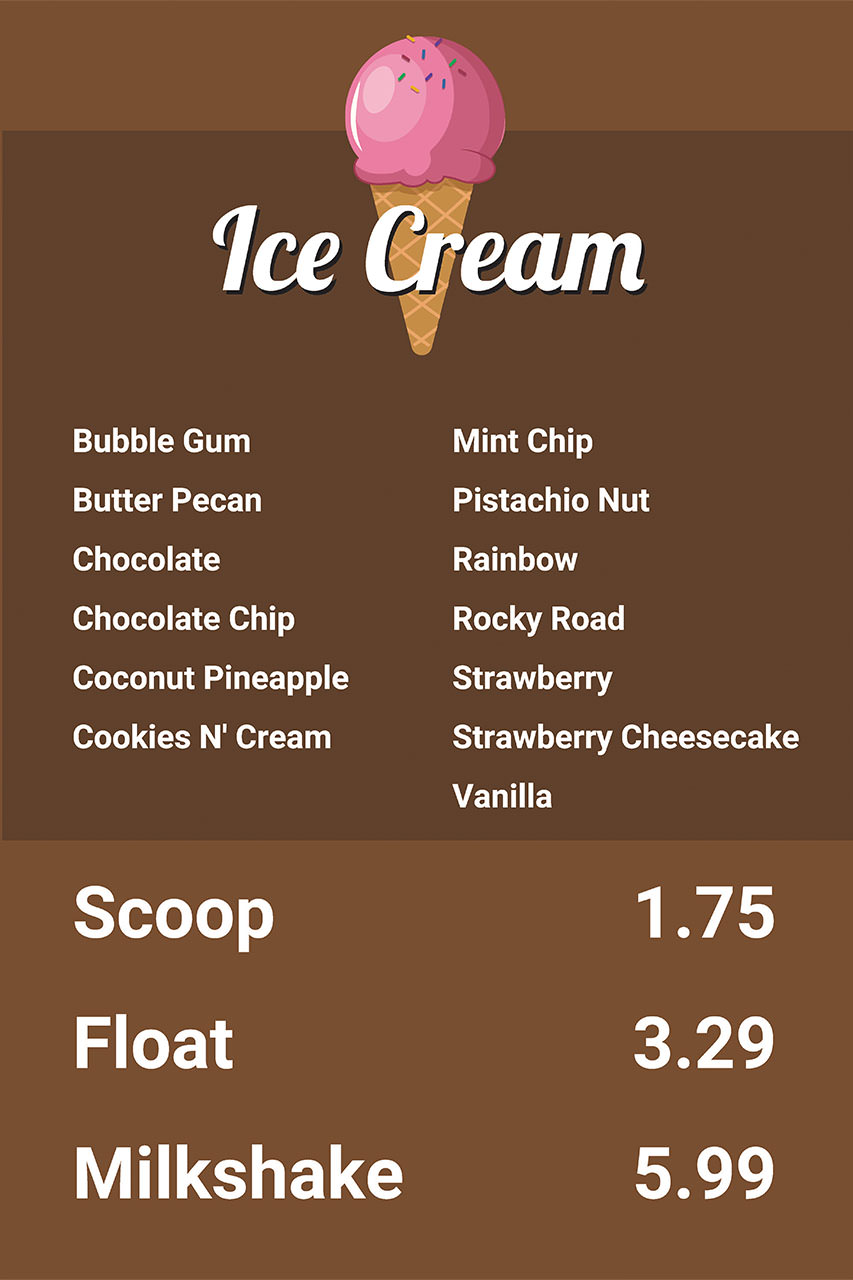 Ice Cream
Bubble Gum
Butter Pecan
Chocolate
Chocolate Chip
Coconut Pineapple
Cookies N' Cream
Mint Chip
Pistachio Nut
Rainbow
Rocky Road
Strawberry
Strawberry Cheesecake
Vanilla
Scoop 1.75
Float 3.29
Milkshake 5.99